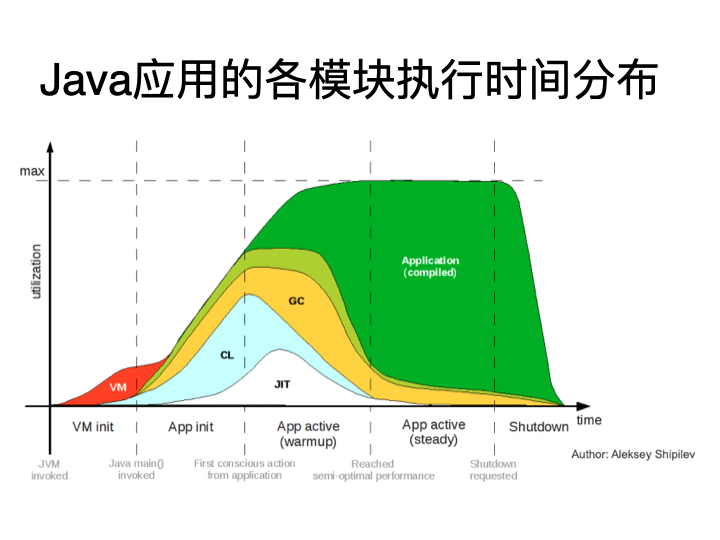 Java应用的各模块执行时间分布
max
utilization
Application
(compiled)
GC
CL
VM
JIT
time
VM init
App init
App active
(warmup)
App active
(steady)
Shutdown
JVM
invoked
Java main()
invoked
First conscious action
from application
Reached
semi-optimal performance
Shutdown
requested
Author: Aleksey Shipilev